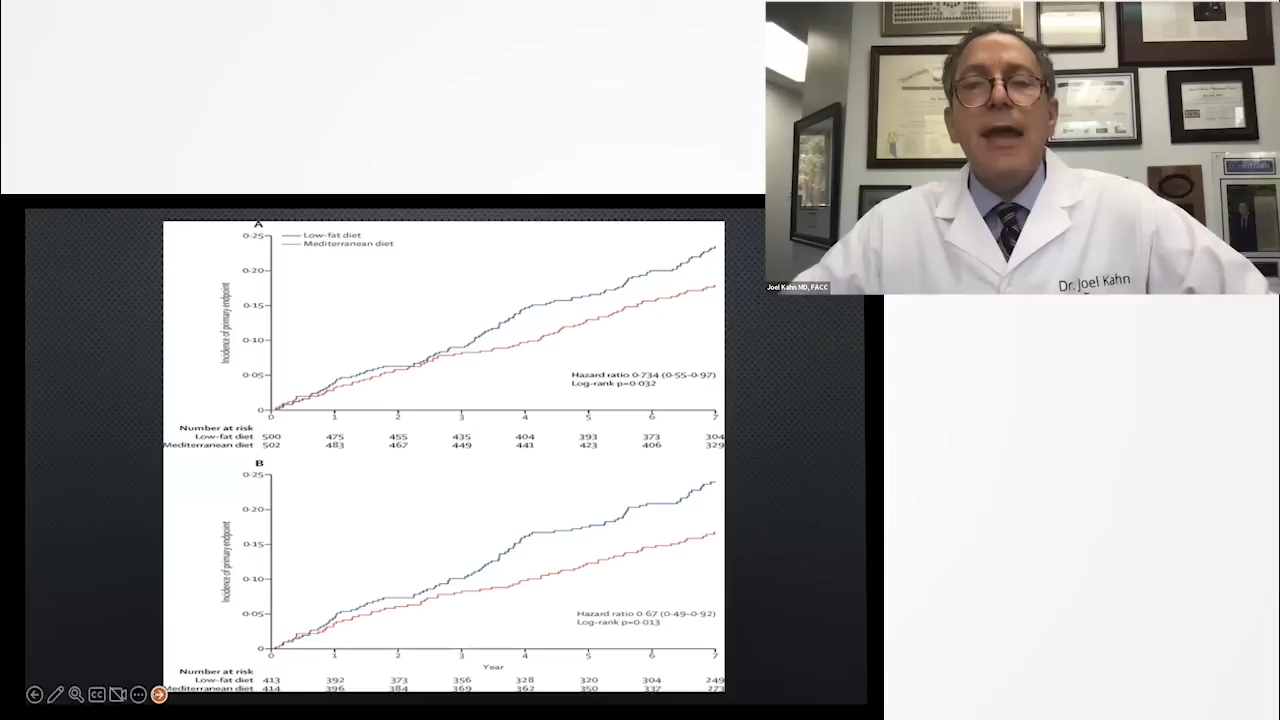 A
0·25
Low-fat diet
Mediterranean diet
0·20
0·15
0·10
0·05
0
Incidence of primary endpoint
Hazard ratio 0·734 (0·55–0·97)
Log-rank p=0·032
0 1 2 3 4 5 6 7
Number at risk
Low-fat diet 500 475 455 435 404 393 373 304
Mediterranean diet 502 483 467 449 441 423 406 329
B
0·25
0·20
0·15
0·10
0·05
0
Incidence of primary endpoint
Hazard ratio 0·67 (0·49–0·92)
Log-rank p=0·013
0 1 2 3 4 5 6 7
Year
Number at risk
Low-fat diet 413 392 373 356 328 320 304 249
Mediterranean diet 414 396 384 369 362 350 337 273
CC
Dr. Joel Kahn
Joel Kahn MD, FACC